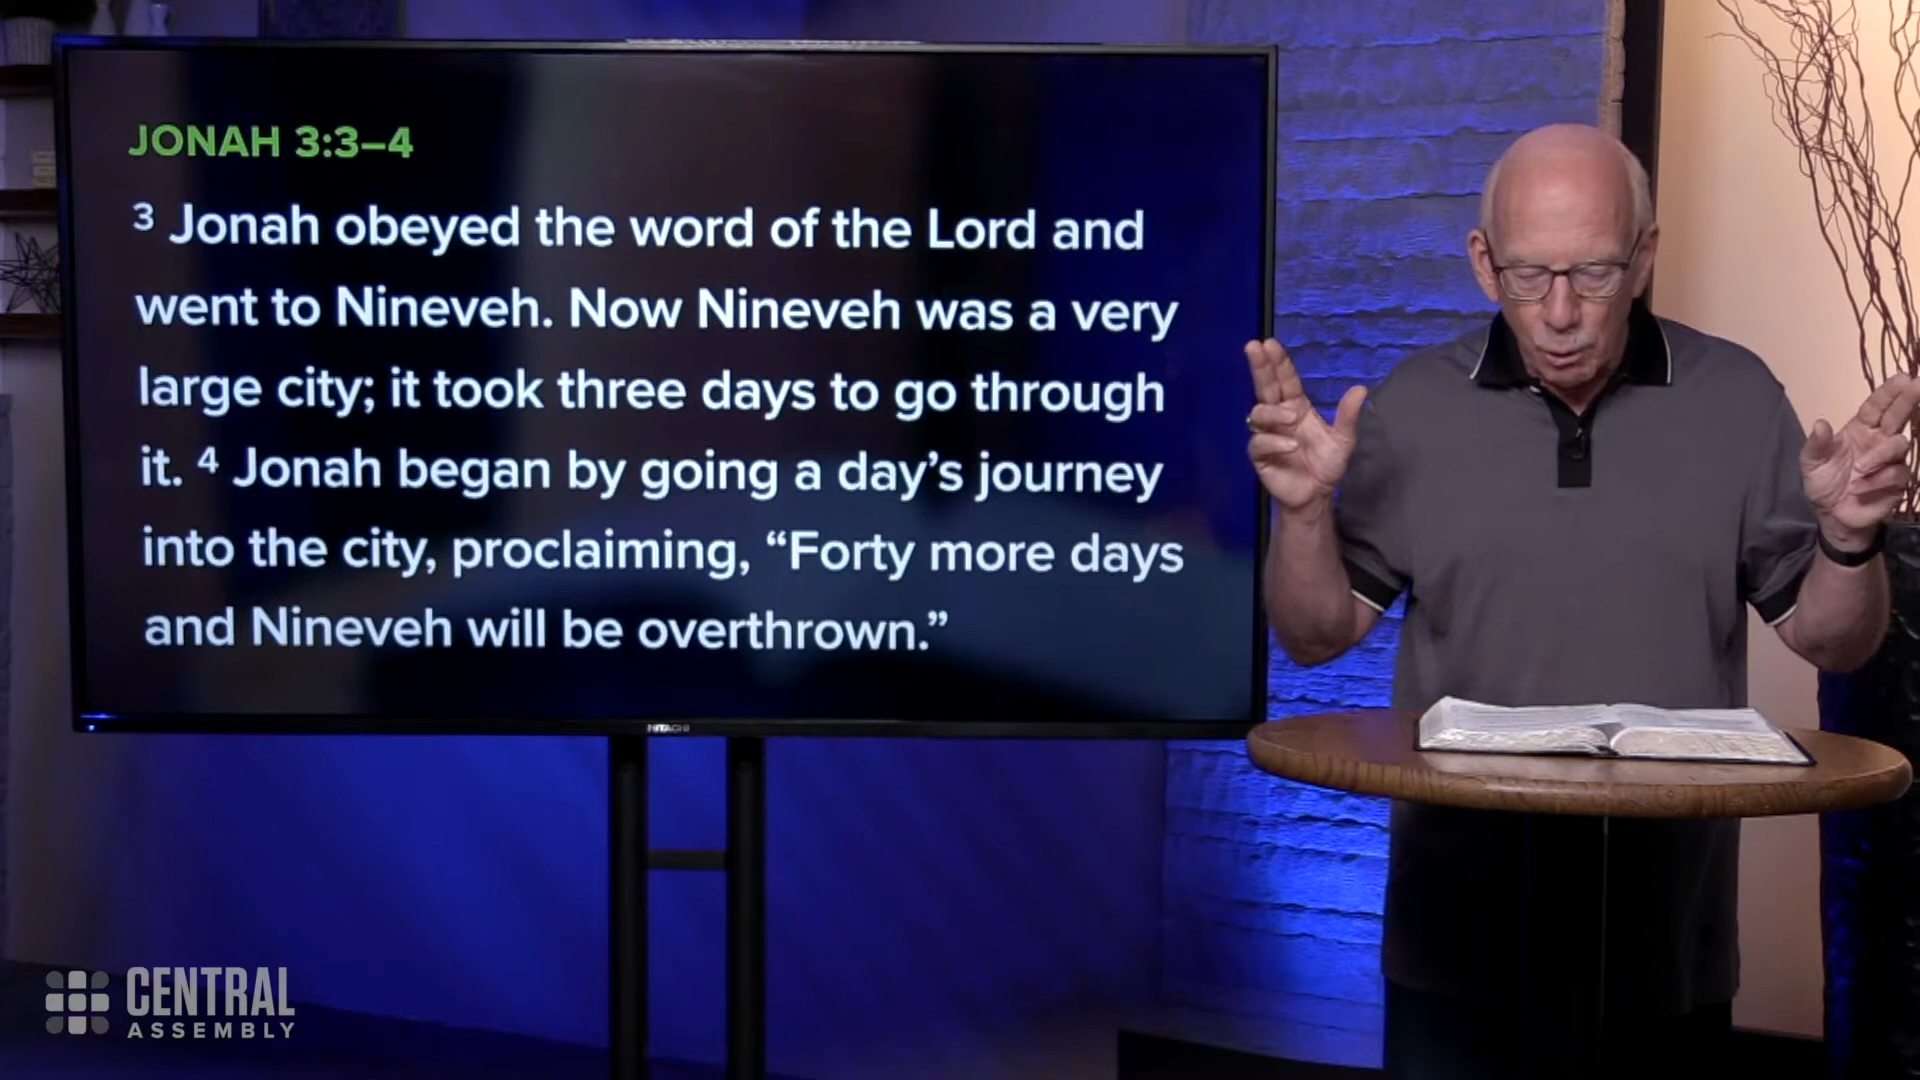 JONAH 3:3–4
3 Jonah obeyed the word of the Lord and
went to Nineveh. Now Nineveh was a very
large city; it took three days to go through
it. 4 Jonah began by going a day’s journey
into the city, proclaiming, “Forty more days
and Nineveh will be overthrown.”
HITACHI
CENTRAL
ASSEMBLY